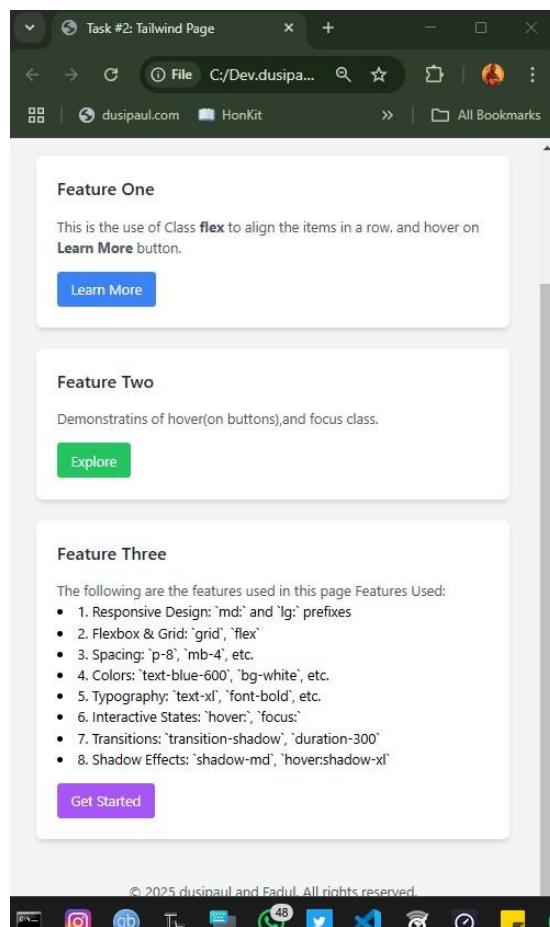 Task #2: Tailwind Page
File C:/Dev.dusipa...
dusipaul.com HonKit » All Bookmarks
Feature One
This is the use of Class flex to align the items in a row. and hover on
Learn More button.
Learn More
Feature Two
Demonstratins of hover(on buttons),and focus class.
Explore
Feature Three
The following are the features used in this page Features Used:
• 1. Responsive Design: `md:` and `lg:` prefixes
• 2. Flexbox & Grid: `grid`, `flex`
• 3. Spacing: `p-8`, `mb-4`, etc.
• 4. Colors: `text-blue-600`, `bg-white`, etc.
• 5. Typography: `text-xl`, `font-bold`, etc.
• 6. Interactive States: `hover:`, `focus:`
• 7. Transitions: `transition-shadow`, `duration-300`
• 8. Shadow Effects: `shadow-md`, `hover:shadow-xl`
Get Started
© 2025 dusipaul and Fadul. All rights reserved.
48